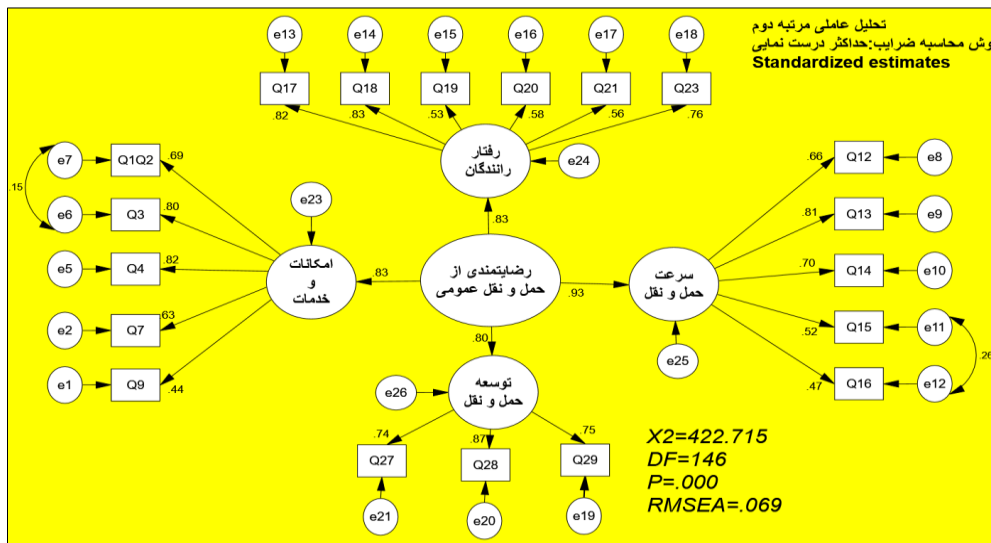 تحلیل عاملی مرتبه دوم
وش محاسبه ضرایب:حداکثر درست نمایی
Standardized estimates
e13 e14 e15 e16 e17 e18
Q17 Q18 Q19 Q20 Q21 Q23
.82 .83 .53 .58 .56 .76
رفتار
رانندگان
e24
.83
e7 Q1Q2 .69
.15
e6 Q3 .80
e5 Q4 .82
e2 Q7 .63
e1 Q9 .44
e23
امکانات
و
خدمات
.83
رضایتمندی از
حمل و نقل عمومی
.93
سرعت
حمل و نقل
e25
.66 Q12 e8
.81 Q13 e9
.70 Q14 e10
.52 Q15 e11
.26
.47 Q16 e12
.80
توسعه
حمل و نقل
e26
.74 .87 .75
Q27 Q28 Q29
e21 e20 e19
X2=422.715
DF=146
P=.000
RMSEA=.069